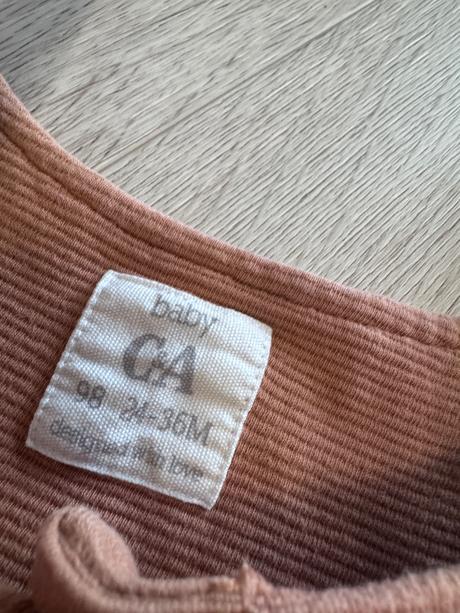 baby
C&A
98 24-36M
designed with love